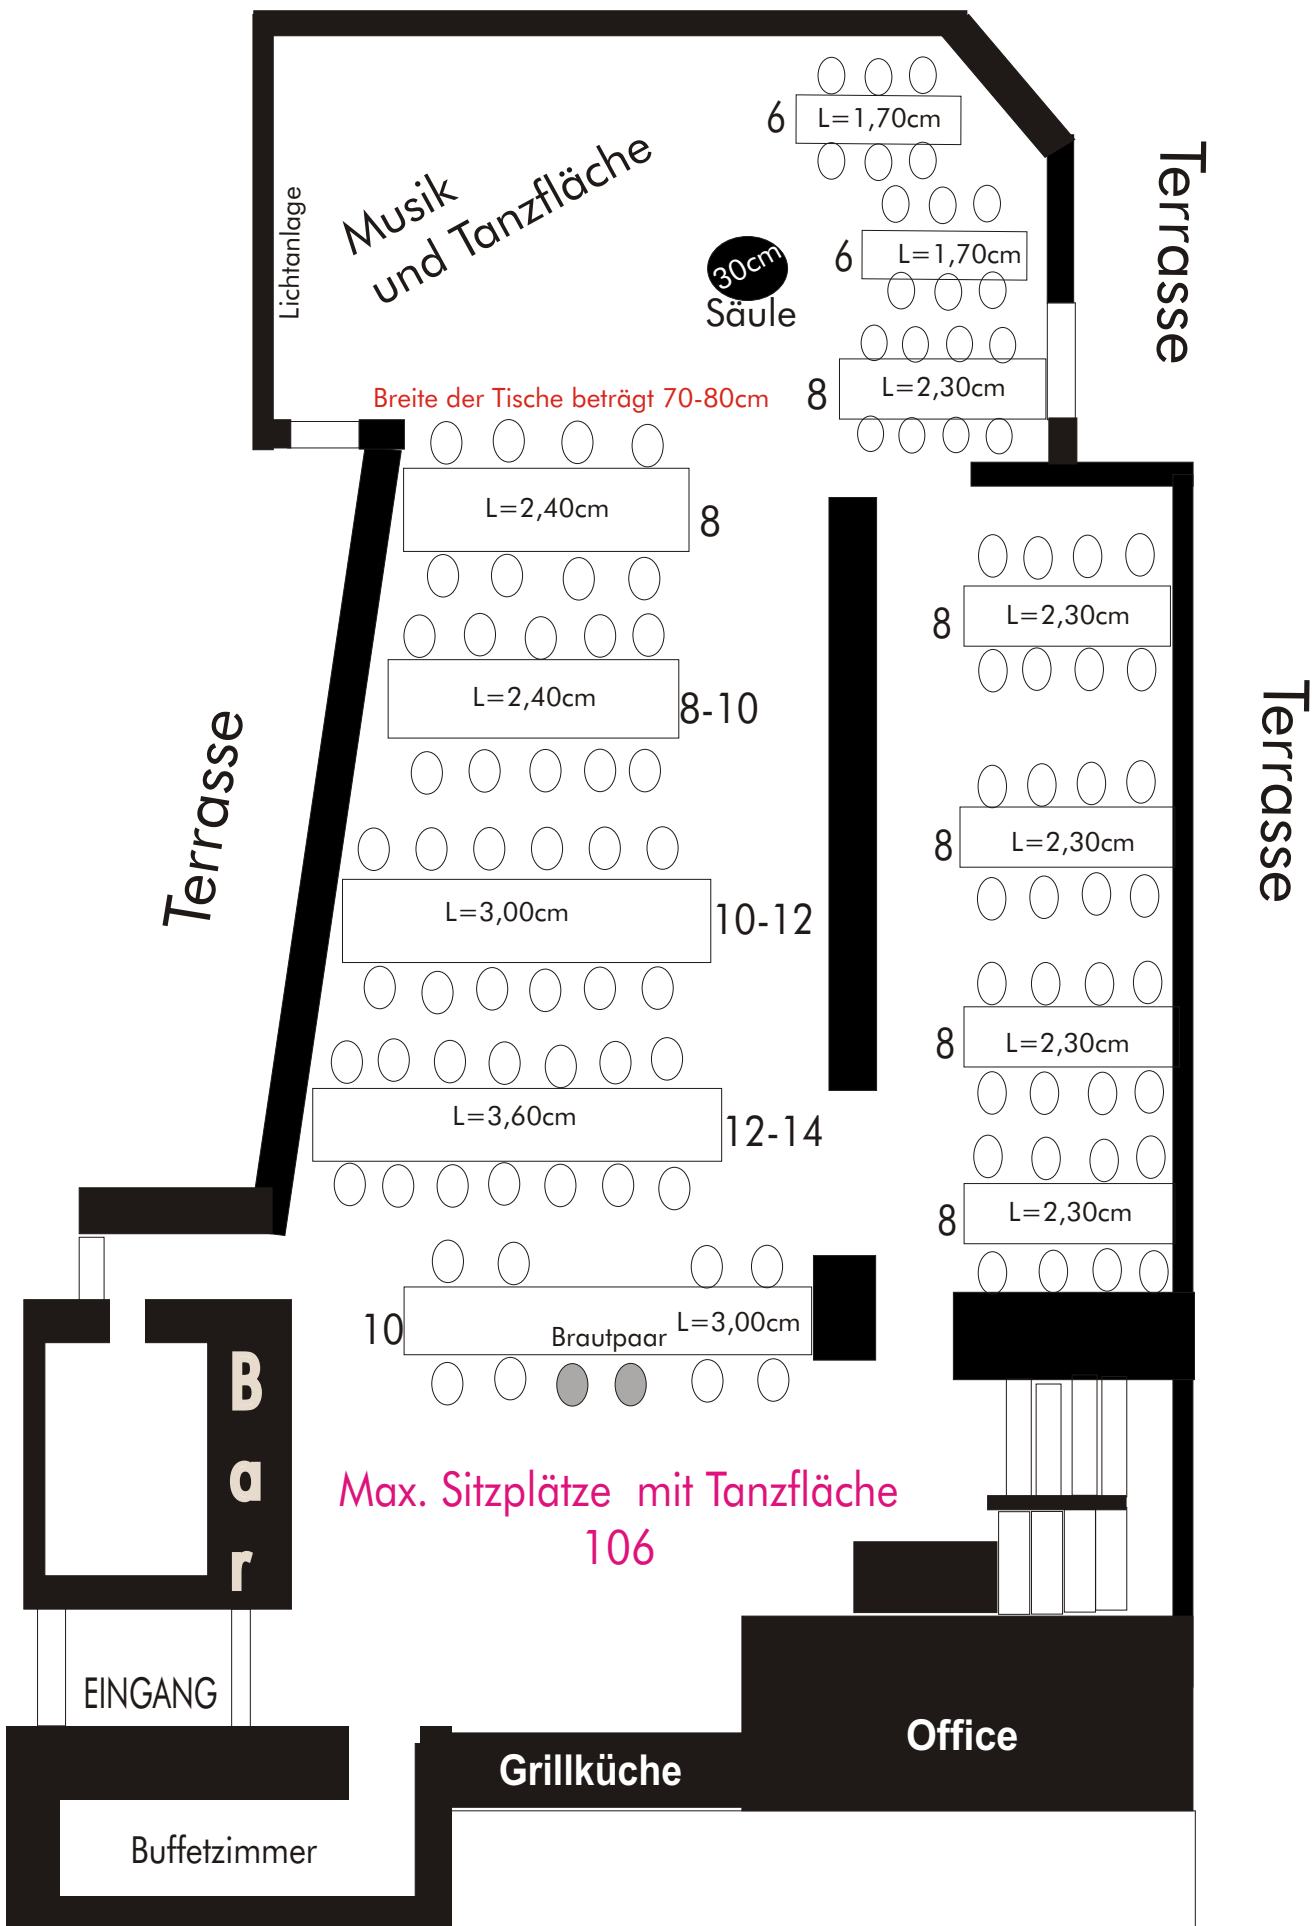 6
L=1,70cm
Terrasse
Musik
und Tanzfläche
Lichtanlage
6
L=1,70cm
30cm
Säule
Breite der Tische beträgt 70-80cm
8
L=2,30cm
L=2,40cm
8
8
L=2,30cm
L=2,40cm
8-10
Terrasse
Terrasse
8
L=2,30cm
L=3,00cm
10-12
8
L=2,30cm
L=3,60cm
12-14
8
L=2,30cm
10
Brautpaar
L=3,00cm
Bar
Max. Sitzplätze mit Tanzfläche
106
EINGANG
Office
Grillküche
Buffetzimmer